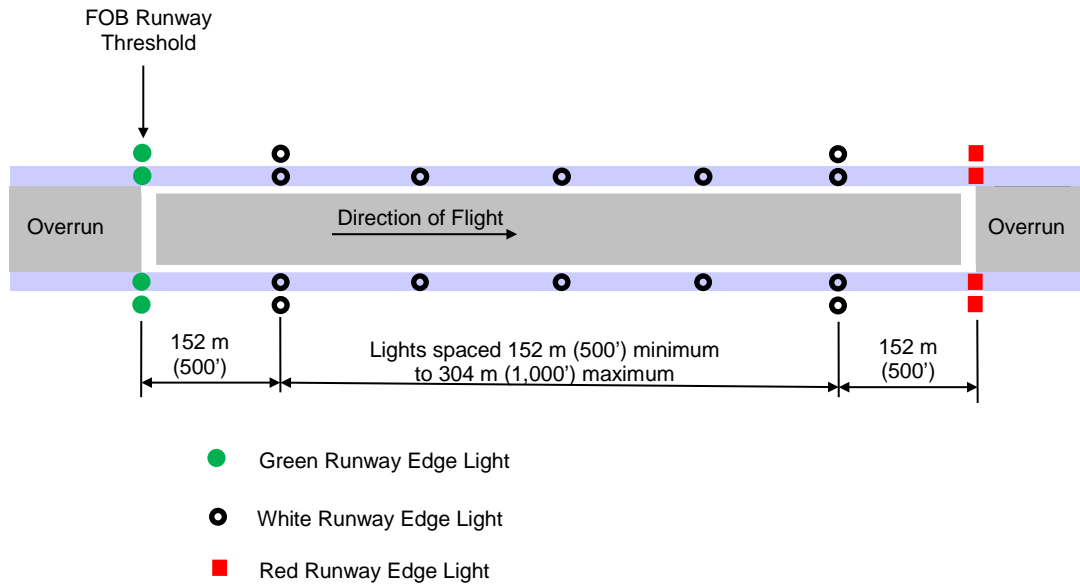 FOB Runway
Threshold
Overrun
Direction of Flight
Overrun
152 m
(500’)
Lights spaced 152 m (500’) minimum
to 304 m (1,000’) maximum
152 m
(500’)
Green Runway Edge Light
White Runway Edge Light
Red Runway Edge Light